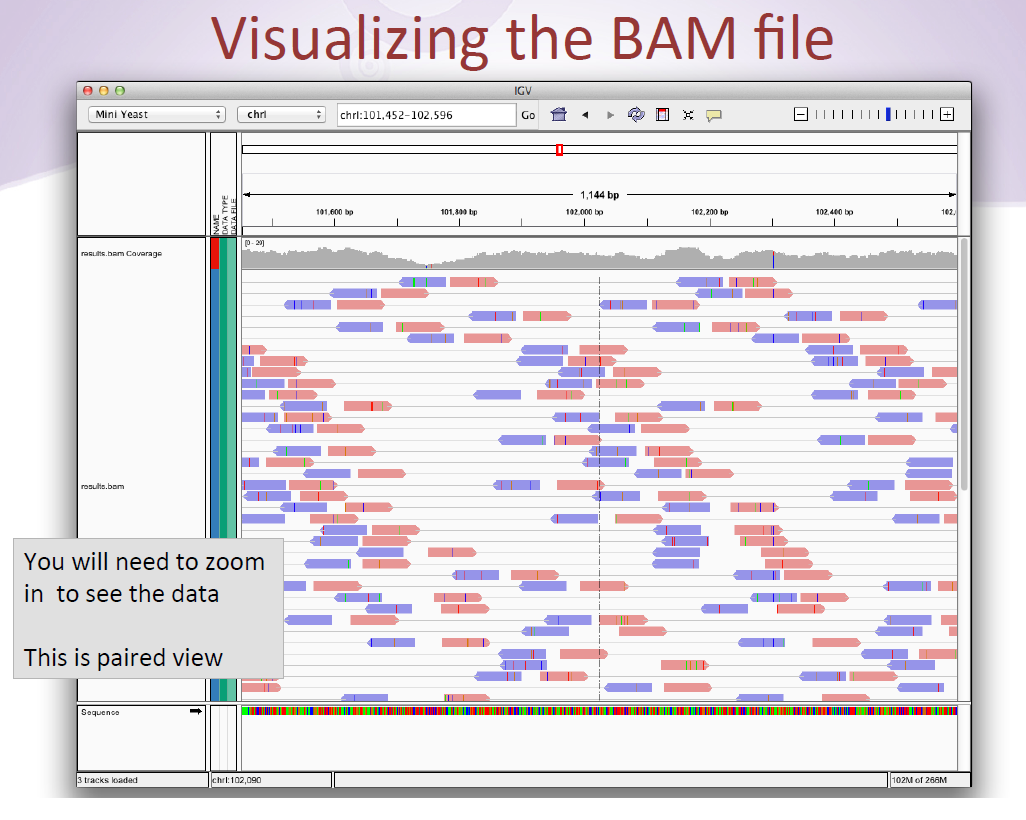 Visualizing the BAM file
IGV
Mini Yeast
chrI
chrI:101,452-102,596
Go
NAME
DATA TYPE
DATA FILE
1,144 bp
101,600 bp
101,800 bp
102,000 bp
102,200 bp
102,400 bp
102,
results.bam Coverage
[0 - 29]
results.bam
You will need to zoom
in to see the data
This is paired view
Sequence
3 tracks loaded
chrI:102,090
102M of 266M